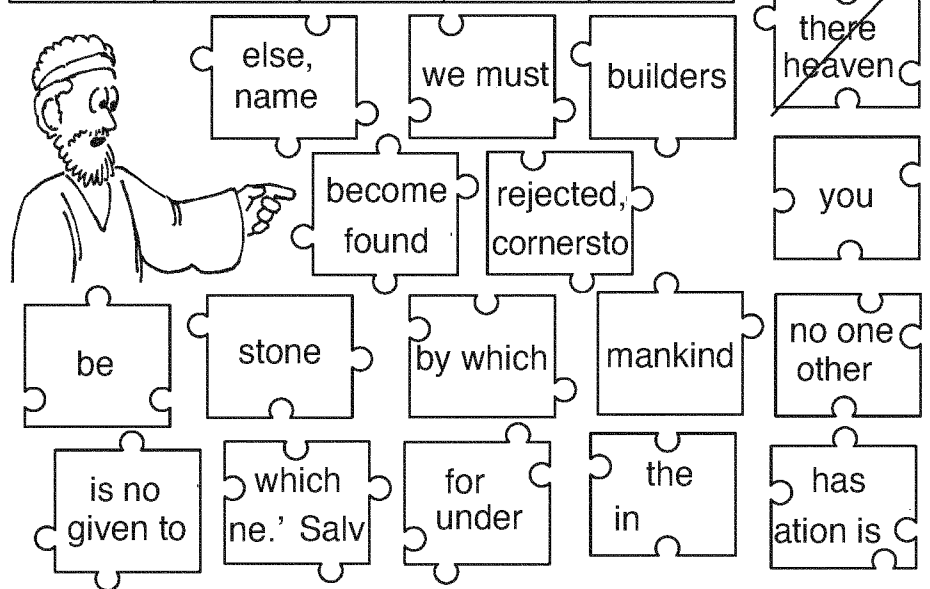 else,
name
we must
builders
there
heaven
become
found
rejected,
cornersto
you
be
stone
by which
mankind
no one
other
is no
given to
which
ne.’ Salv
for
under
the
in
has
ation is